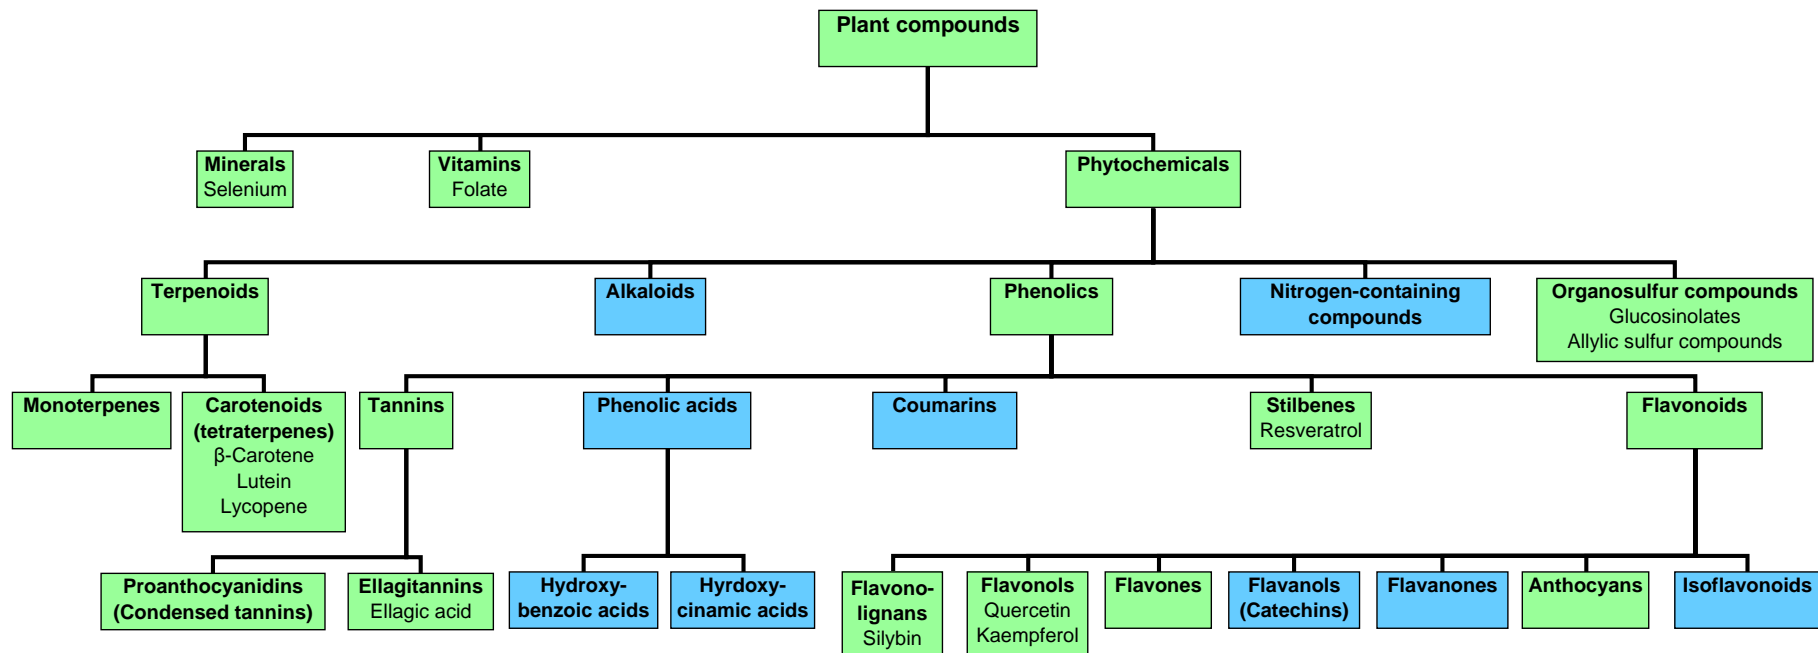 Plant compounds
Minerals
Selenium
Vitamins
Folate
Phytochemicals
Terpenoids
Alkaloids
Phenolics
Nitrogen-containing
compounds
Organosulfur compounds
Glucosinolates
Allylic sulfur compounds
Monoterpenes
Carotenoids
(tetraterpenes)
β-Carotene
Lutein
Lycopene
Tannins
Phenolic acids
Coumarins
Stilbenes
Resveratrol
Flavonoids
Proanthocyanidins
(Condensed tannins)
Ellagitannins
Ellagic acid
Hydroxy-
benzoic acids
Hyrdoxy-
cinamic acids
Flavono-
lignans
Silybin
Flavonols
Quercetin
Kaempferol
Flavones
Flavanols
(Catechins)
Flavanones
Anthocyans
Isoflavonoids